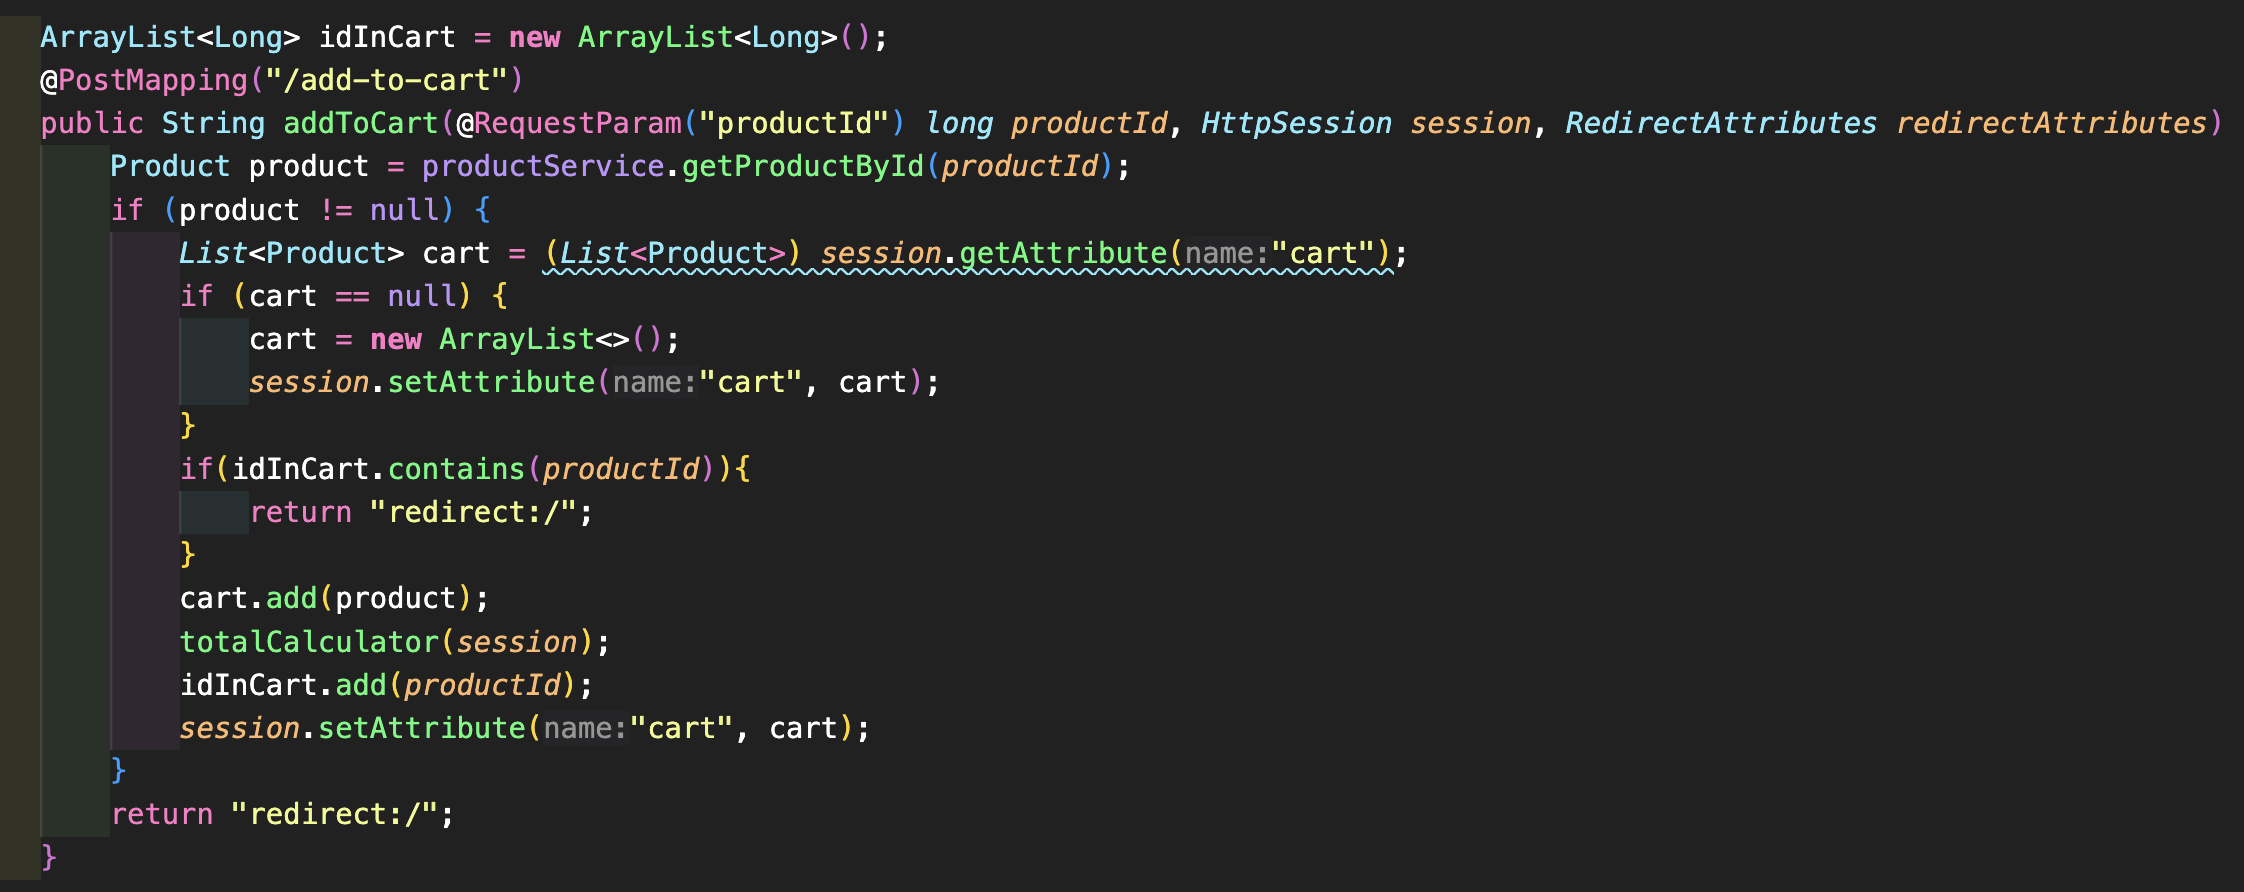 ArrayList<Long> idInCart = new ArrayList<Long>();
@PostMapping("/add-to-cart")
public String addToCart(@RequestParam("productId") long productId, HttpSession session, RedirectAttributes redirectAttributes)
Product product = productService.getProductById(productId);
if (product != null) {
List<Product> cart = (List<Product>) session.getAttribute(name:"cart");
if (cart == null) {
cart = new ArrayList<>();
session.setAttribute(name:"cart", cart);
}
if(idInCart.contains(productId)){
return "redirect:/";
}
cart.add(product);
totalCalculator(session);
idInCart.add(productId);
session.setAttribute(name:"cart", cart);
}
return "redirect:/";
}